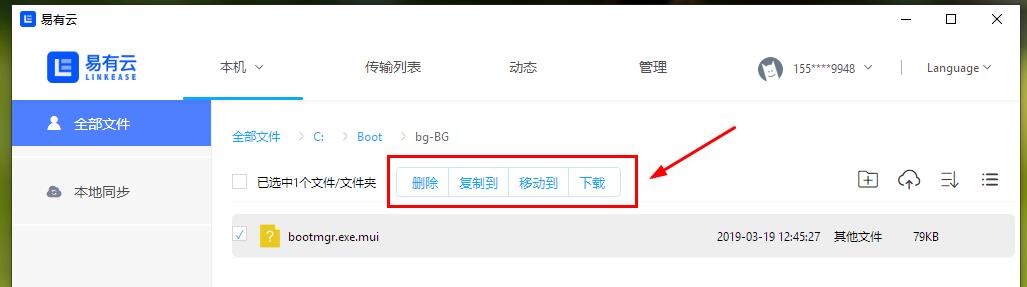 易有云
易有云
LINKEASE
本机 传输列表 动态 管理 155****9948 Language
全部文件
本地同步
全部文件 C: Boot bg-BG
已选中1个文件/文件夹 删除 复制到 移动到 下载
bootmgr.exe.mui 2019-03-19 12:45:27 其他文件 79KB